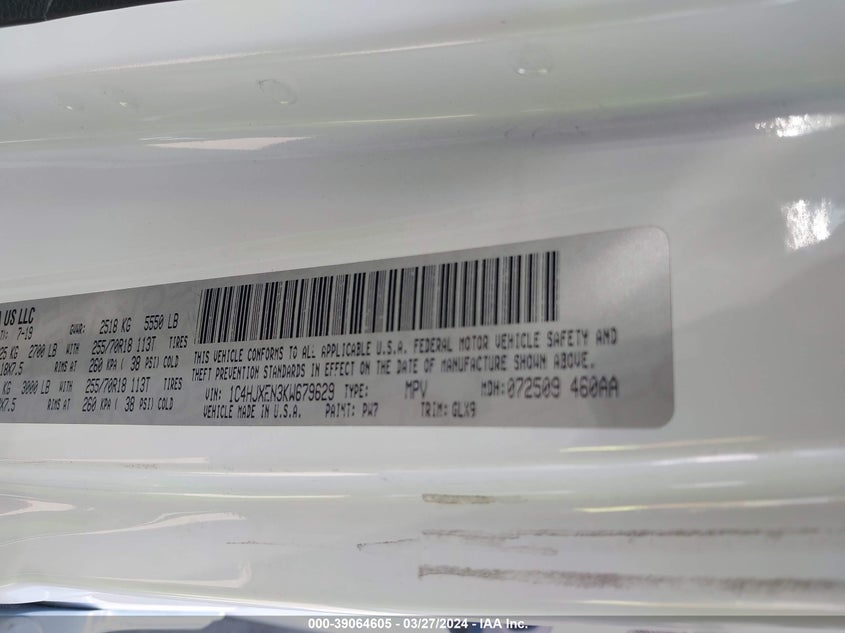 US LLC
7-19 GVWR: 2518 KG 5550 LB
25 KG 2700 LB WITH 255/70R18 113T TIRES
18X7.5 RIMS AT 260 KPA ( 38 PSI) COLD
KG 3000 LB WITH 255/70R18 113T TIRES
X7.5 RIMS AT 260 KPA ( 38 PSI) COLD
THIS VEHICLE CONFORMS TO ALL APPLICABLE U.S.A. FEDERAL MOTOR VEHICLE SAFETY AND
THEFT PREVENTION STANDARDS IN EFFECT ON THE DATE OF MANUFACTURE SHOWN ABOVE.
VIN: 1C4HJXEN3KW679629 TYPE: MPV MDH:072509 460AA
VEHICLE MADE IN U.S.A. PAINT: PW7 TRIM: GLX9
000-39064605 - 03/27/2024 - IAA Inc.